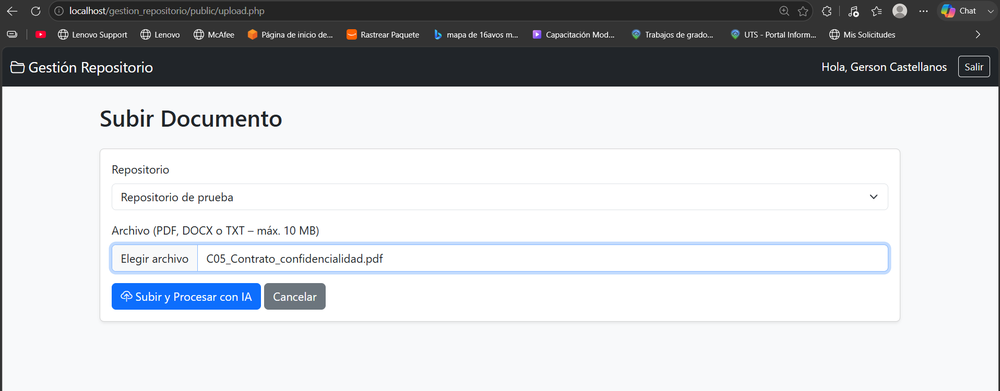 localhost/gestion_repositorio/public/upload.php
Chat
Lenovo Support
Lenovo
McAfee
Página de inicio de...
Rastrear Paquete
mapa de 16avos m...
Capacitación Mod...
Trabajos de grado...
UTS - Portal Inform...
Mis Solicitudes
Gestión Repositorio
Hola, Gerson Castellanos
Salir
Subir Documento
Repositorio
Repositorio de prueba
Archivo (PDF, DOCX o TXT – máx. 10 MB)
Elegir archivo
C05_Contrato_confidencialidad.pdf
Subir y Procesar con IA
Cancelar